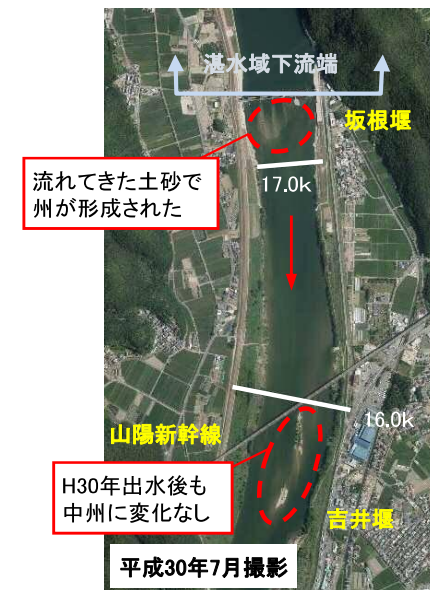 湛水域下流端
坂根堰
流れてきた土砂で
州が形成された
17.0k
16.0k
山陽新幹線
H30年出水後も
中州に変化なし
吉井堰
平成30年7月撮影